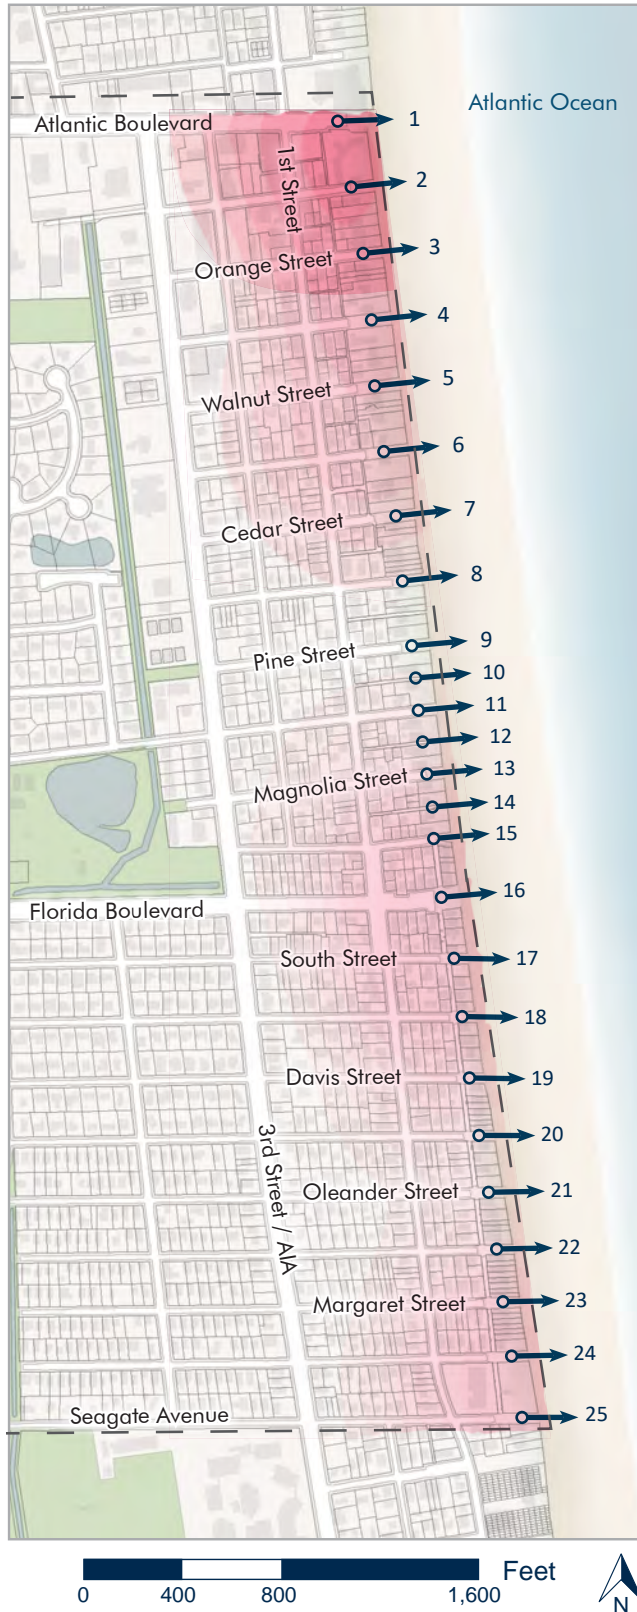 Atlantic Ocean
Atlantic Boulevard
1
1st Street
2
3
Orange Street
4
5
Walnut Street
6
7
Cedar Street
8
9
Pine Street
10
11
12
13
Magnolia Street
14
15
16
Florida Boulevard
17
South Street
18
19
Davis Street
20
3rd Street / AIA
21
Oleander Street
22
23
Margaret Street
24
25
Seagate Avenue
Feet
0 400 800 1,600
N